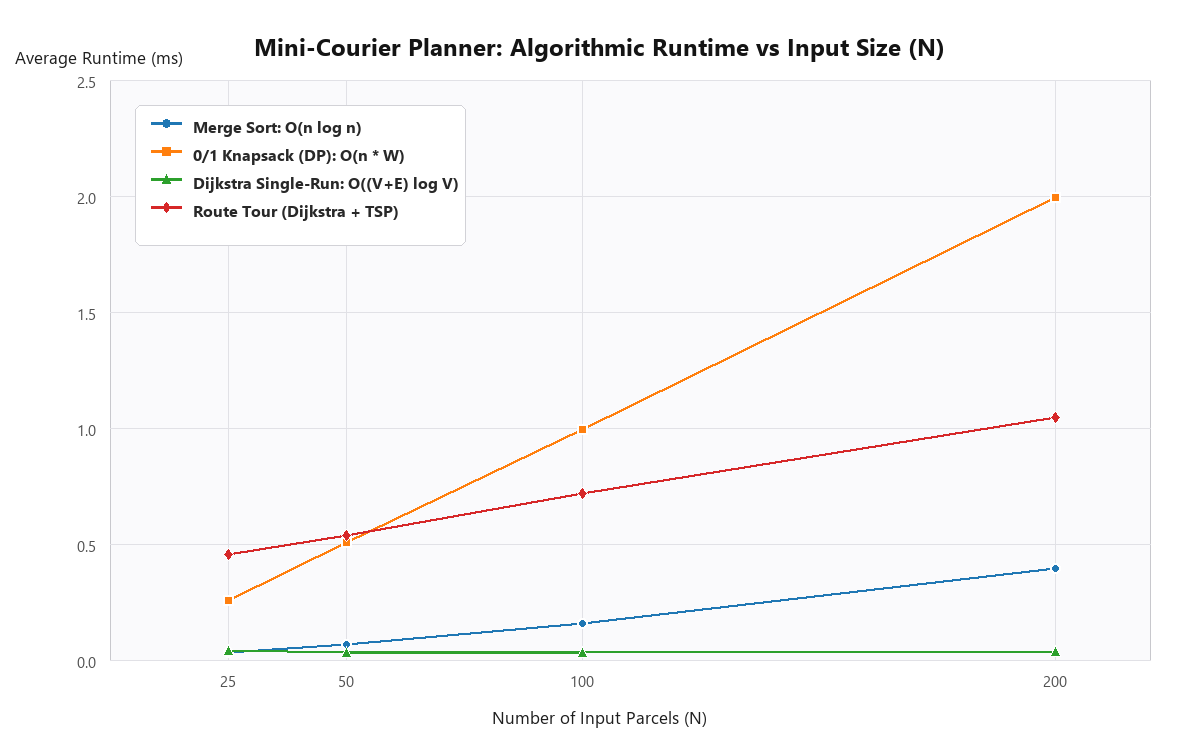 Mini-Courier Planner: Algorithmic Runtime vs Input Size (N)
Average Runtime (ms)
2.5
Merge Sort: O(n log n)
0/1 Knapsack (DP): O(n * W)
Dijkstra Single-Run: O((V+E) log V)
Route Tour (Dijkstra + TSP)
2.0
1.5
1.0
0.5
0.0
25 50 100 200
Number of Input Parcels (N)